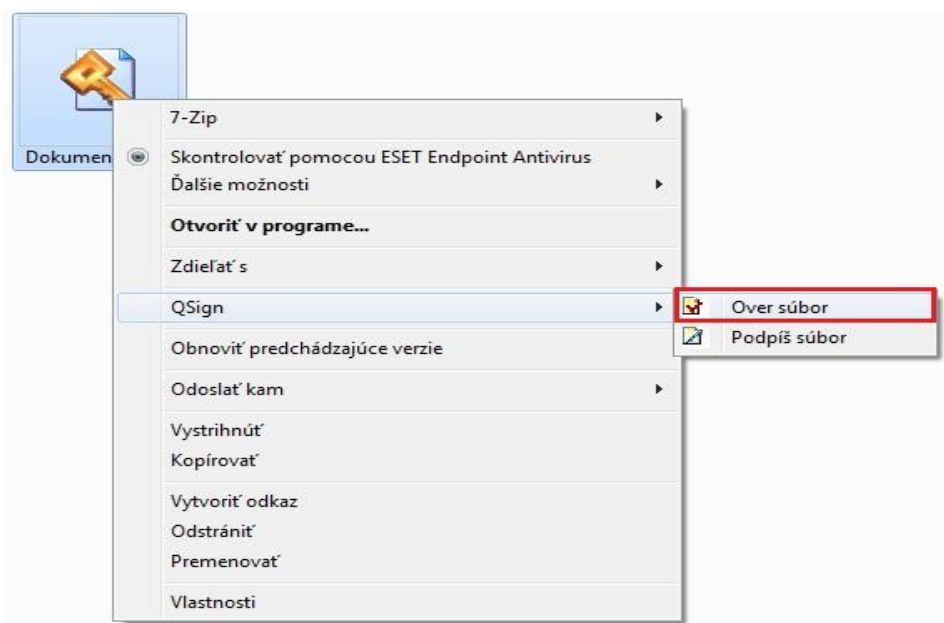 Dokumen
7-Zip
Skontrolovať pomocou ESET Endpoint Antivirus
Ďalšie možnosti
Otvoriť v programe...
Zdieľať s
QSign
Over súbor
Podpíš súbor
Obnoviť predchádzajúce verzie
Odoslať kam
Vystrihnúť
Kopírovať
Vytvoriť odkaz
Odstrániť
Premenovať
Vlastnosti